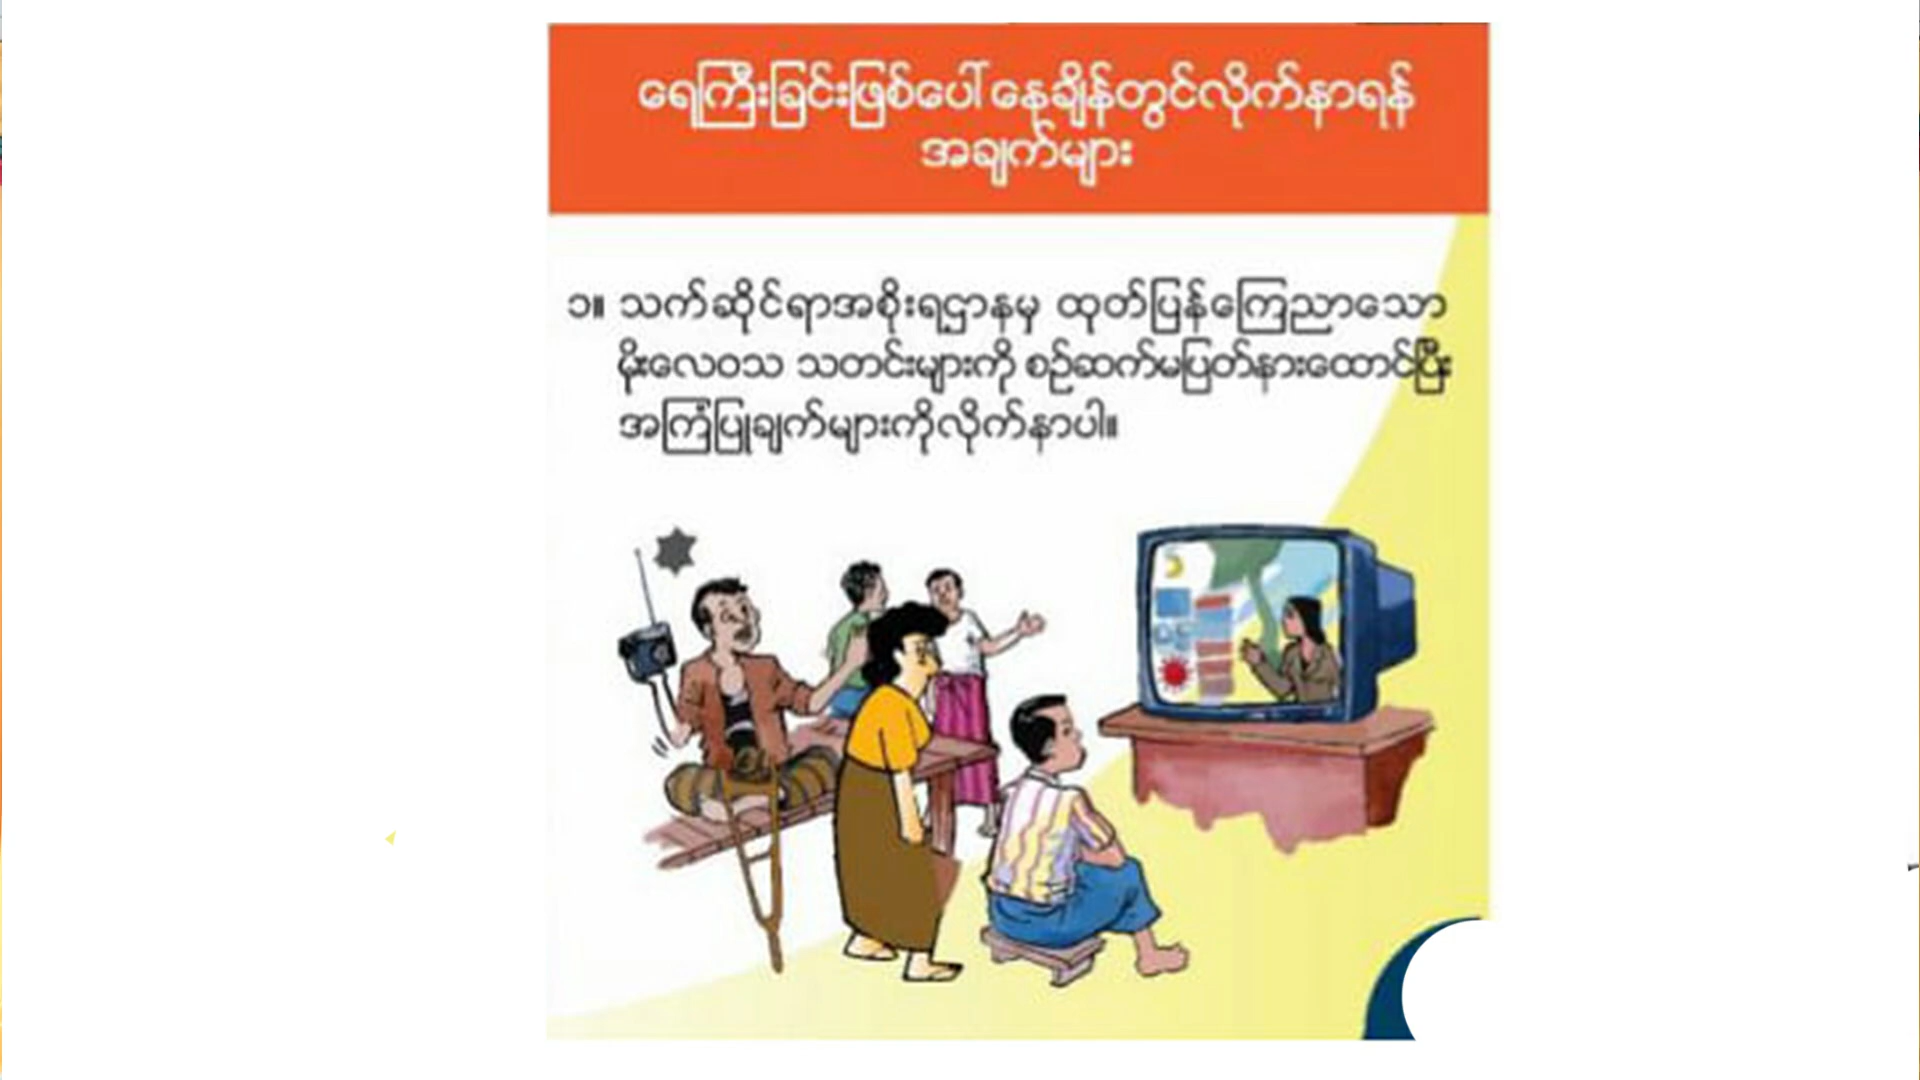 ရေကြီးခြင်းဖြစ်ပေါ်နေချိန်တွင်လိုက်နာရန်
အချက်များ
၁။ သက်ဆိုင်ရာအစိုးရဌာနမှ ထုတ်ပြန်ကြေညာသော
မိုးလေဝသ သတင်းများကို စဉ်ဆက်မပြတ်နားထောင်ပြီး
အကြံပြုချက်များကိုလိုက်နာပါ။